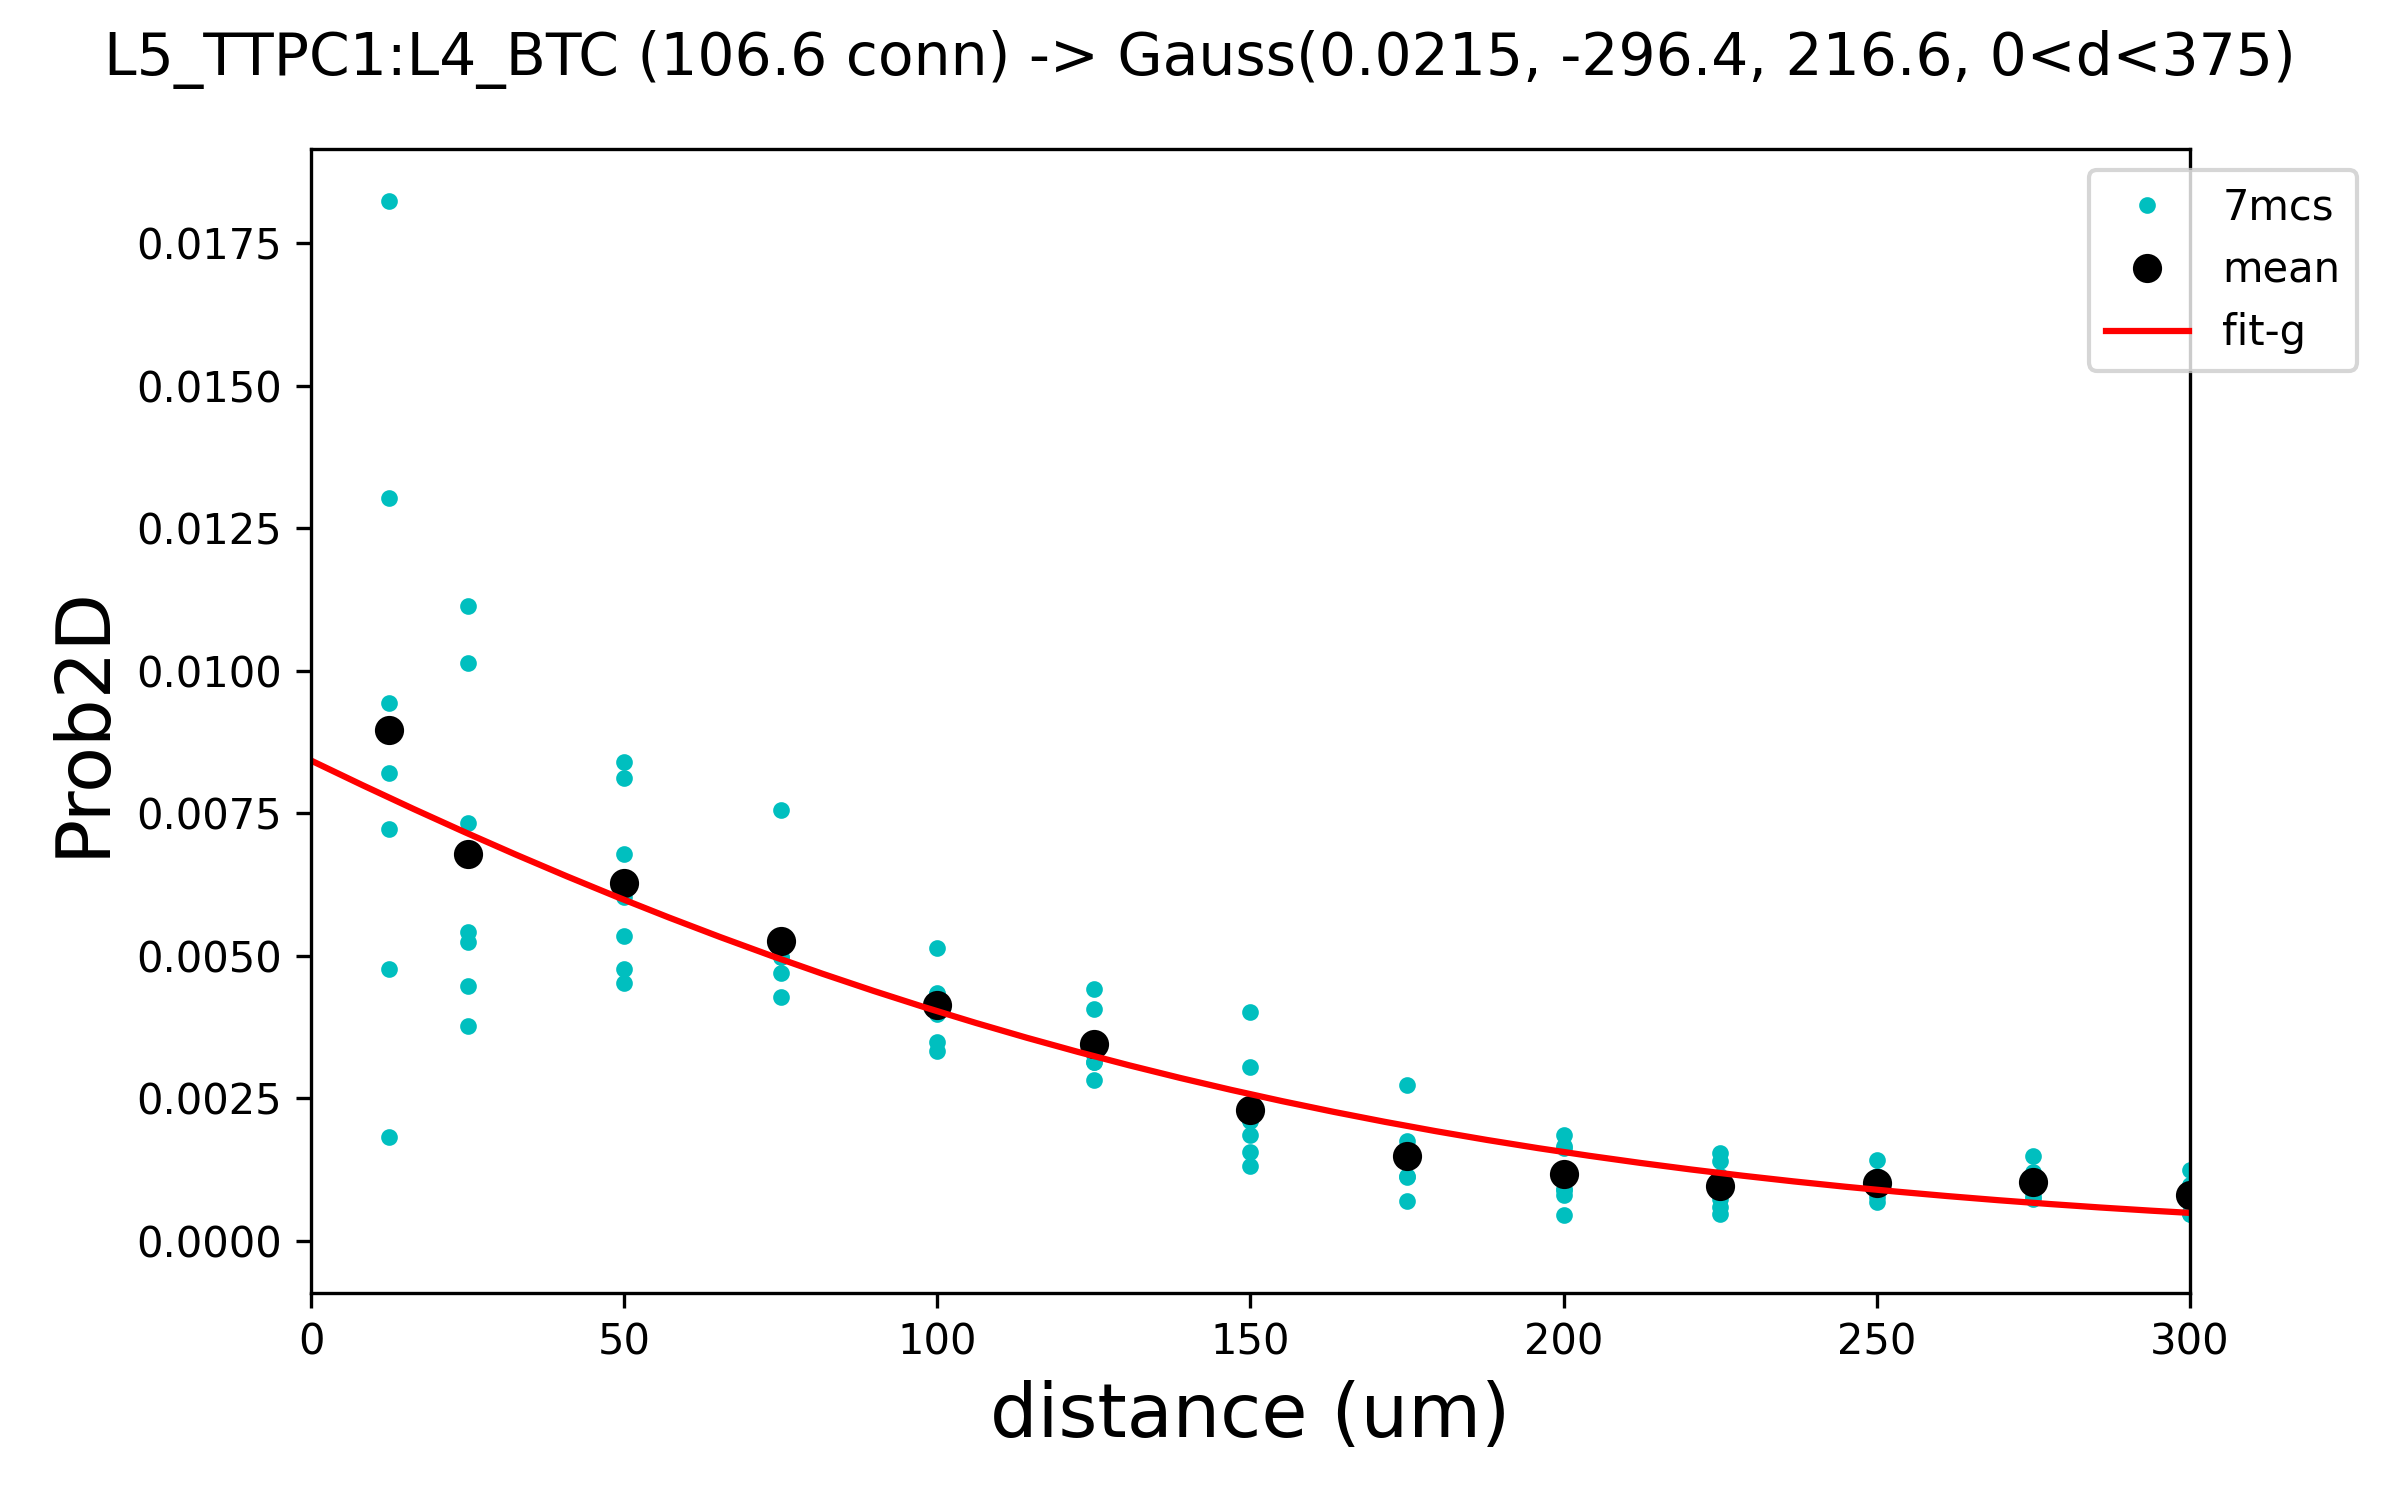 L5_TTPC1:L4_BTC (106.6 conn) -> Gauss(0.0215, -296.4, 216.6, 0<d<375)
7mcs
mean
fit-g
Prob2D
0.0175
0.0150
0.0125
0.0100
0.0075
0.0050
0.0025
0.0000
0 50 100 150 200 250 300
distance (um)